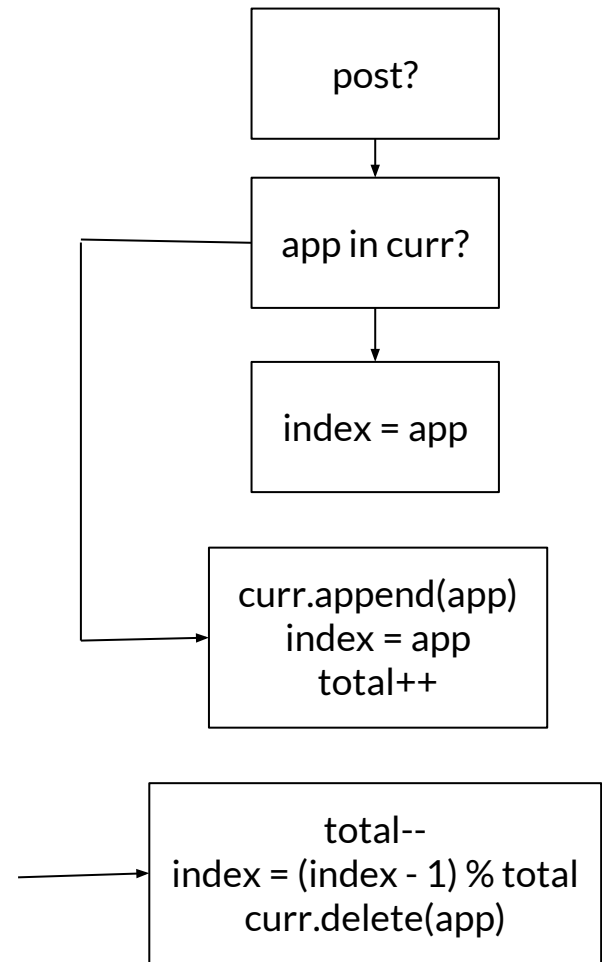 post?
app in curr?
index = app
curr.append(app)
index = app
total++
total--
index = (index - 1) % total
curr.delete(app)